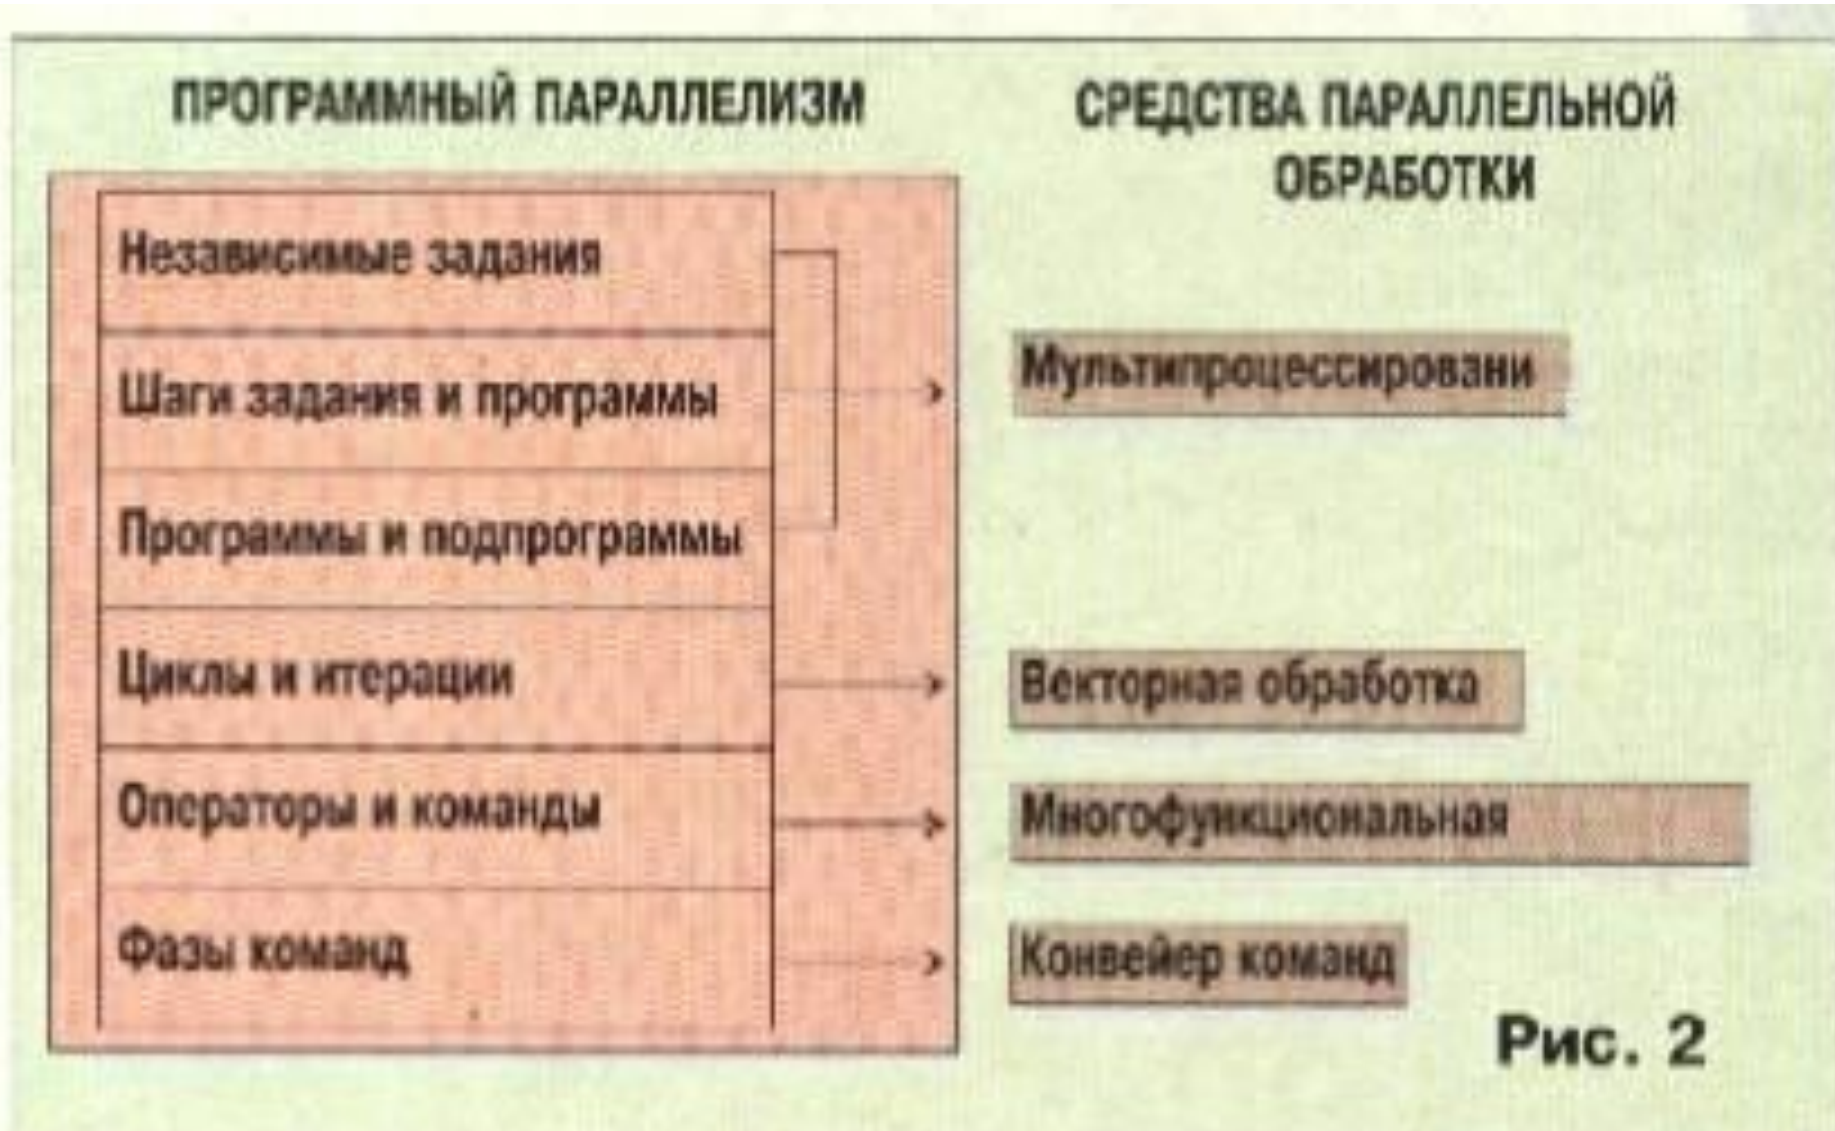 ПРОГРАММНЫЙ ПАРАЛЛЕЛИЗМ
СРЕДСТВА ПАРАЛЛЕЛЬНОЙ
ОБРАБОТКИ
Независимые задания
Шаги задания и программы
Программы и подпрограммы
Циклы и итерации
Операторы и команды
Фазы команд
Мультипроцессировани
Векторная обработка
Многофункциональная
Конвейер команд
Рис. 2